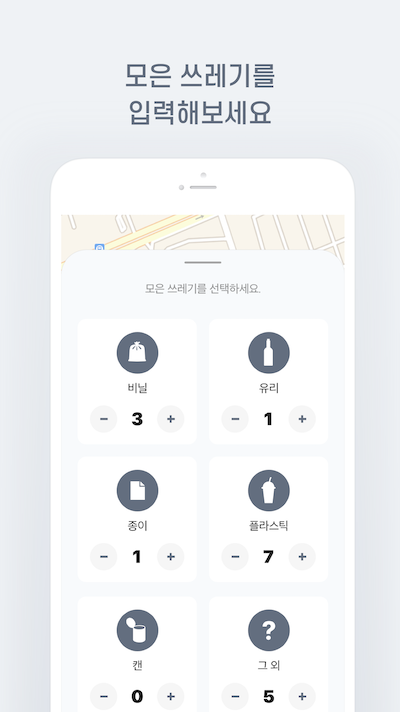 모은 쓰레기를
입력해보세요
모은 쓰레기를 선택하세요.
비닐
유리
− 3 +
− 1 +
종이
플라스틱
− 1 +
− 7 +
?
캔
그 외
− 0 +
− 5 +